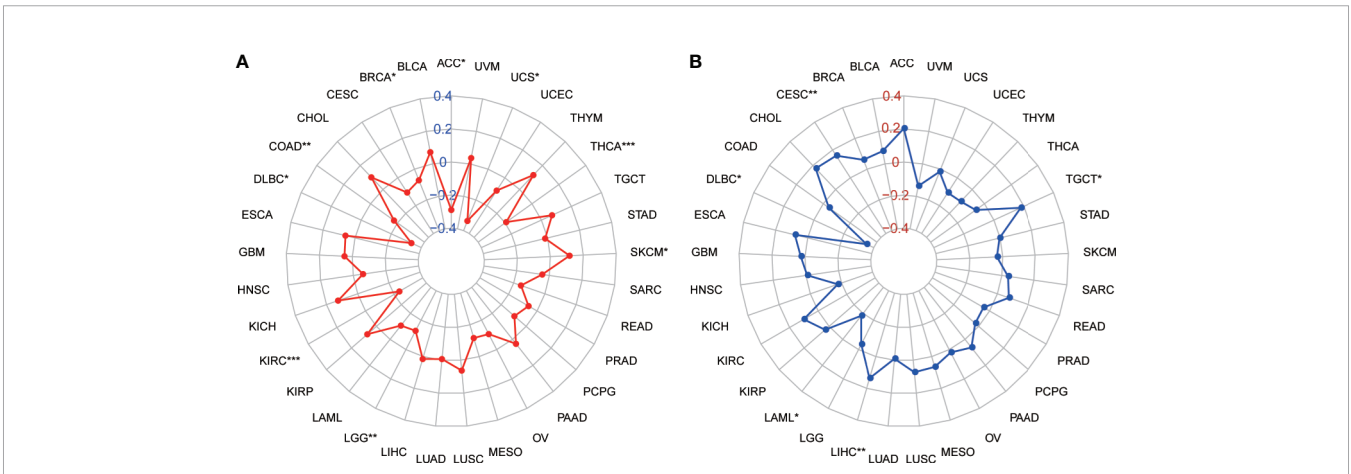 A
ACC*
UVM
UCS*
UCEC
THYM
THCA***
TGCT
STAD
SKCM*
SARC
READ
PRAD
PCPG
PAAD
OV
MESO
LUSC
LUAD
LIHC
LGG**
LAML
KIRP
KIRC***
KICH
HNSC
GBM
ESCA
DLBC*
COAD**
CHOL
CESC
BRCA*
BLCA
0.4
0.2
0
−0.2
−0.4
B
ACC
UVM
UCS
UCEC
THYM
THCA
TGCT*
STAD
SKCM
SARC
READ
PRAD
PCPG
PAAD
OV
MESO
LUSC
LUAD
LIHC**
LGG
LAML*
KIRP
KIRC
KICH
HNSC
GBM
ESCA
DLBC*
COAD
CHOL
CESC**
BRCA
BLCA
0.4
0.2
0
−0.2
−0.4